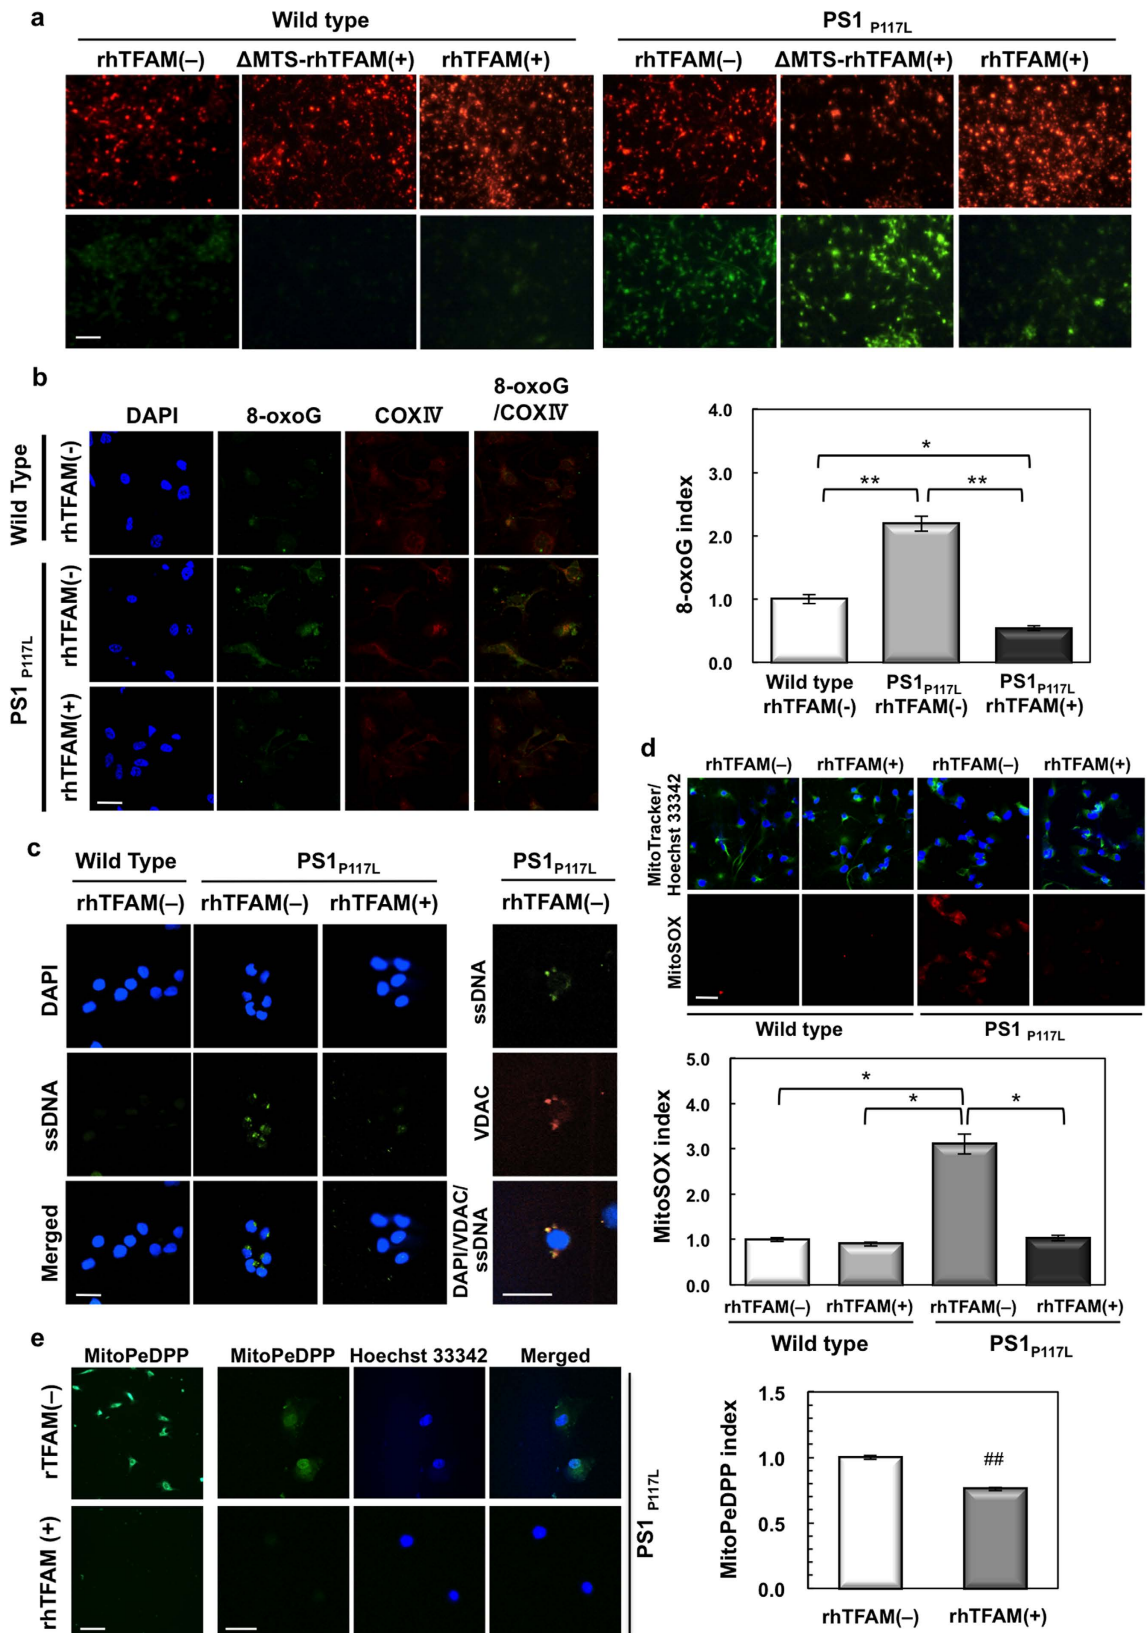 a
Wild type
PS1 P117L
rhTFAM(–)
ΔMTS-rhTFAM(+)
rhTFAM(+)
rhTFAM(–)
ΔMTS-rhTFAM(+)
rhTFAM(+)
b
DAPI
8-oxoG
COXⅣ
8-oxoG
/COXⅣ
Wild Type
rhTFAM(-)
PS1 P117L
rhTFAM(-)
rhTFAM(+)
8-oxoG index
4.0
3.0
2.0
1.0
0.0
*
**
**
Wild type
rhTFAM(-)
PS1P117L
rhTFAM(-)
PS1P117L
rhTFAM(+)
c
Wild Type
PS1P117L
PS1P117L
rhTFAM(–)
rhTFAM(–)
rhTFAM(+)
rhTFAM(–)
DAPI
ssDNA
Merged
ssDNA
VDAC
DAPI/VDAC/
ssDNA
d
rhTFAM(–)
rhTFAM(+)
rhTFAM(–)
rhTFAM(+)
MitoTracker/
Hoechst 33342
MitoSOX
Wild type
PS1 P117L
MitoSOX index
5.0
4.0
3.0
2.0
1.0
0.0
*
*
*
rhTFAM(–)
rhTFAM(+)
rhTFAM(–)
rhTFAM(+)
Wild type
PS1P117L
e
MitoPeDPP
MitoPeDPP
Hoechst 33342
Merged
rTFAM(–)
rhTFAM (+)
PS1 P117L
MitoPeDPP index
1.5
1.0
0.5
0.0
##
rhTFAM(–)
rhTFAM(+)